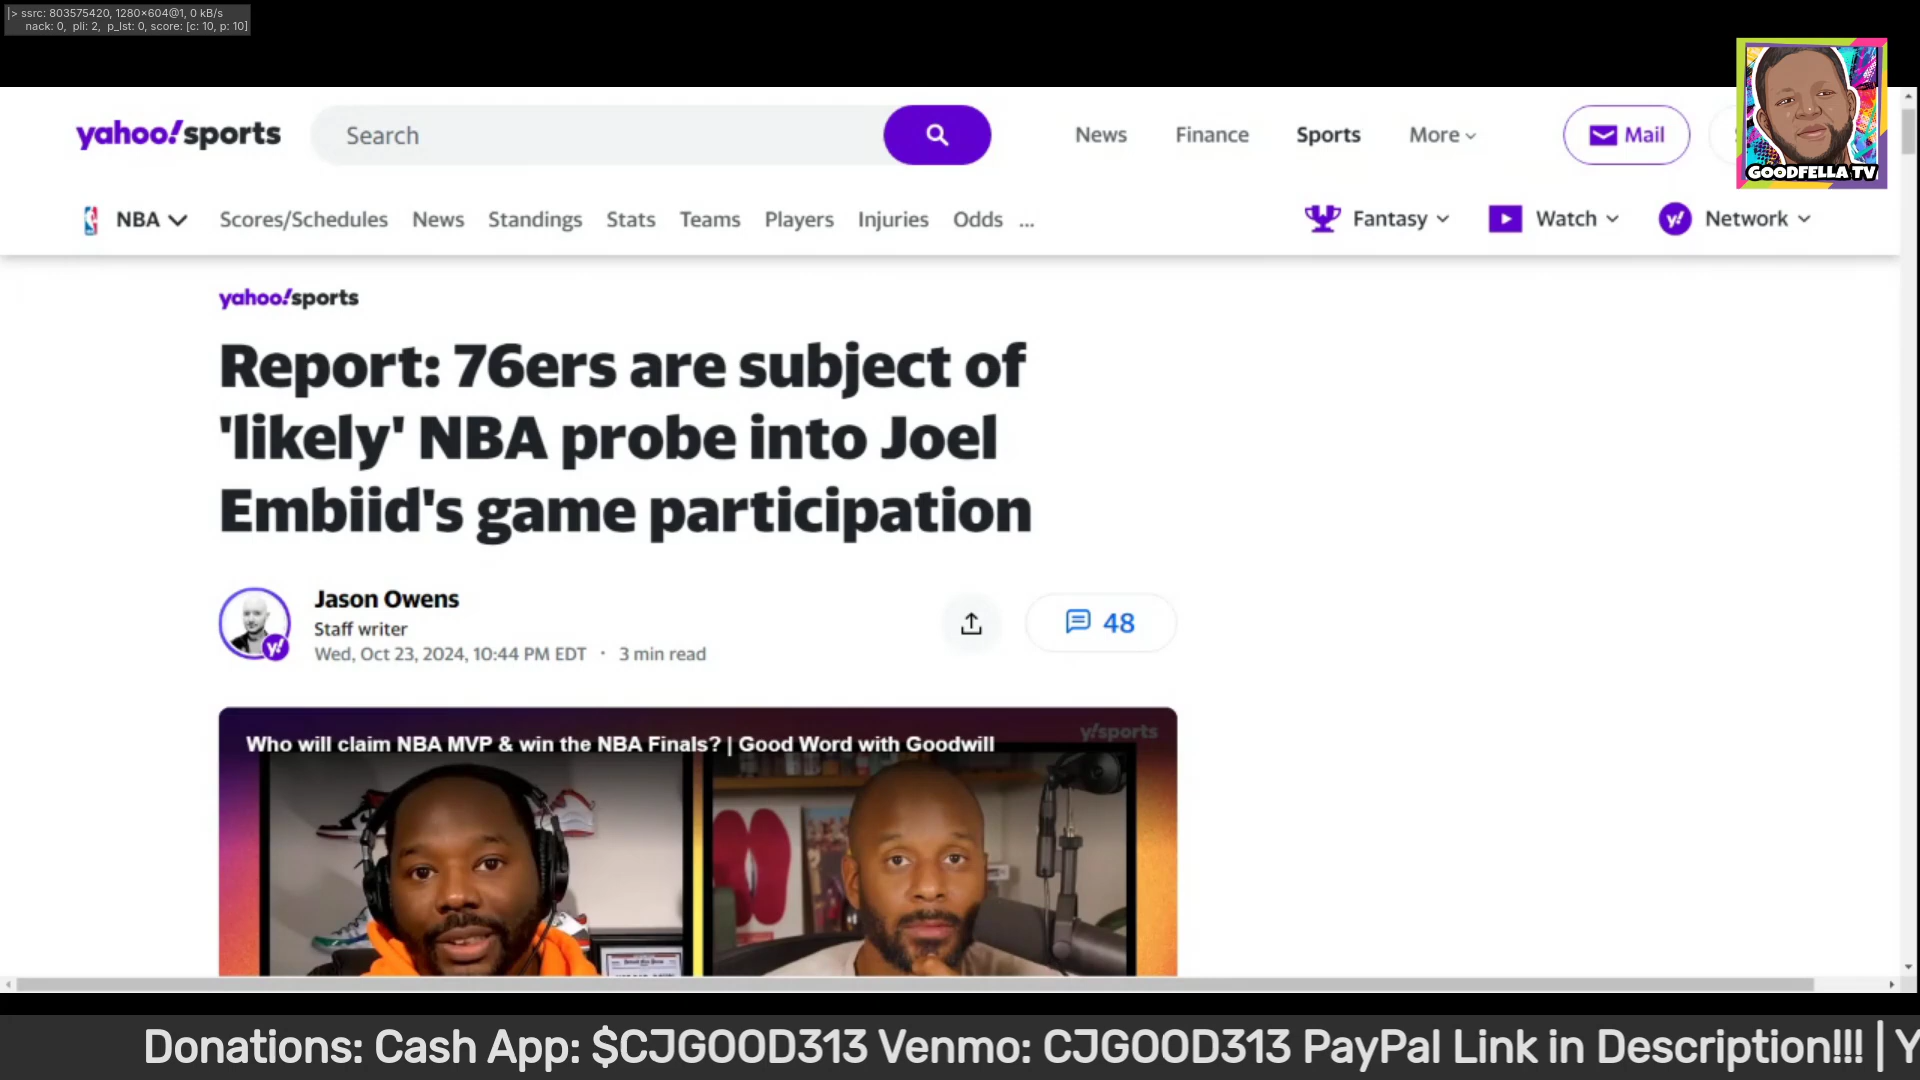 |> ssrc: 803575420, 1280×604@1, 0 kB/s
nack: 0, pli: 2, p_lst: 0, score: [c: 10, p: 10]
GOODFELLA TV
yahoo!sports
Search
News
Finance
Sports
More
Mail
NBA
Scores/Schedules
News
Standings
Stats
Teams
Players
Injuries
Odds
...
Fantasy
Watch
Network
yahoo!sports
Report: 76ers are subject of
'likely' NBA probe into Joel
Embiid's game participation
Jason Owens
Staff writer
Wed, Oct 23, 2024, 10:44 PM EDT · 3 min read
48
y!sports
Who will claim NBA MVP & win the NBA Finals? | Good Word with Goodwill
Donations: Cash App: $CJGOOD313 Venmo: CJGOOD313 PayPal Link in Description!!! | Y